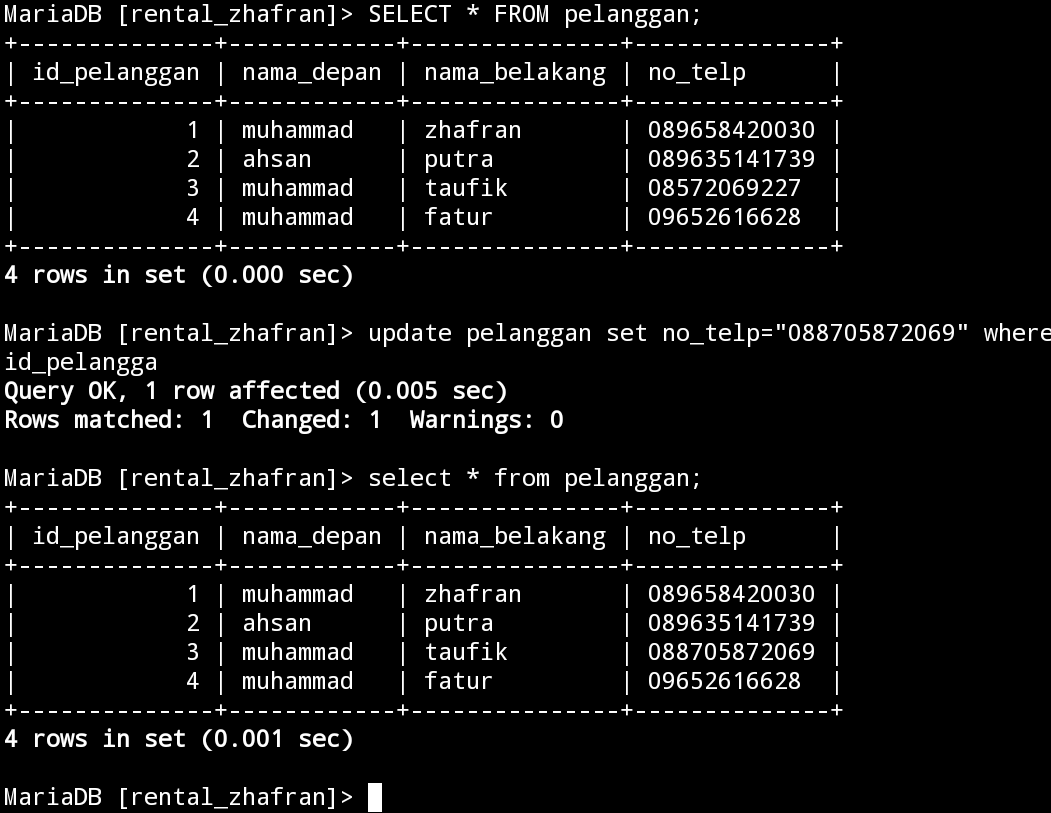 MariaDB [rental_zhafran]> SELECT * FROM pelanggan;
+--------------+------------+---------------+--------------+
| id_pelanggan | nama_depan | nama_belakang | no_telp      |
+--------------+------------+---------------+--------------+
|            1 | muhammad   | zhafran       | 089658420030 |
|            2 | ahsan      | putra         | 089635141739 |
|            3 | muhammad   | taufik        | 08572069227  |
|            4 | muhammad   | fatur         | 09652616628  |
+--------------+------------+---------------+--------------+
4 rows in set (0.000 sec)

MariaDB [rental_zhafran]> update pelanggan set no_telp="088705872069" where
id_pelangga
Query OK, 1 row affected (0.005 sec)
Rows matched: 1  Changed: 1  Warnings: 0

MariaDB [rental_zhafran]> select * from pelanggan;
+--------------+------------+---------------+--------------+
| id_pelanggan | nama_depan | nama_belakang | no_telp      |
+--------------+------------+---------------+--------------+
|            1 | muhammad   | zhafran       | 089658420030 |
|            2 | ahsan      | putra         | 089635141739 |
|            3 | muhammad   | taufik        | 088705872069 |
|            4 | muhammad   | fatur         | 09652616628  |
+--------------+------------+---------------+--------------+
4 rows in set (0.001 sec)

MariaDB [rental_zhafran]>